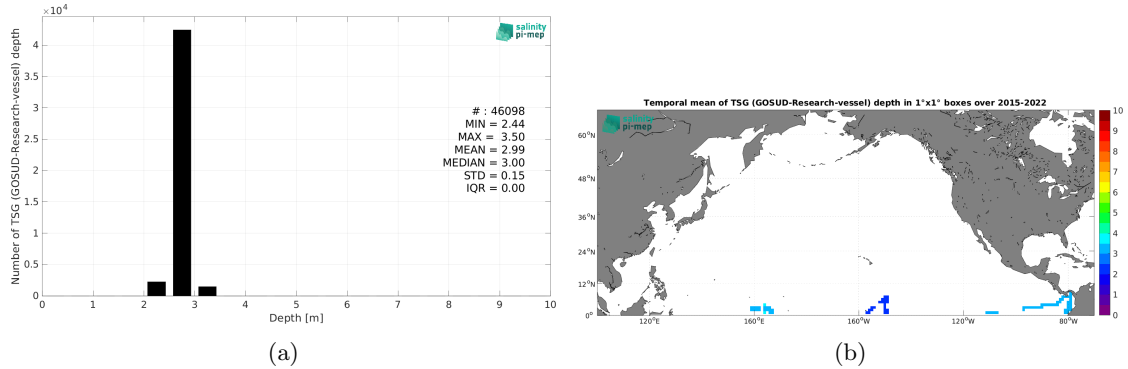 ×10⁴
salinity
pi-mep
4
3.5
3
2.5
2
1.5
1
0.5
0
Number of TSG (GOSUD-Research-vessel) depth
# : 46098
MIN = 2.44
MAX = 3.50
MEAN = 2.99
MEDIAN = 3.00
STD = 0.15
IQR = 0.00
0 1 2 3 4 5 6 7 8 9 10
Depth [m]
(a)
Temporal mean of TSG (GOSUD-Research-vessel) depth in 1°x1° boxes over 2015-2022
salinity
pi-mep
60°N
48°N
36°N
24°N
12°N
0°
120°E 160°E 160°W 120°W 80°W
10
9
8
7
6
5
4
3
2
1
0
(b)